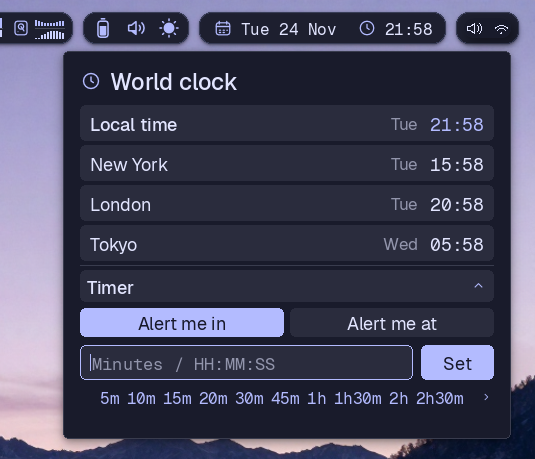 Tue 24 Nov 21:58
World clock
Local time Tue 21:58
New York Tue 15:58
London Tue 20:58
Tokyo Wed 05:58
Timer
Alert me in Alert me at
Minutes / HH:MM:SS Set
5m 10m 15m 20m 30m 45m 1h 1h30m 2h 2h30m